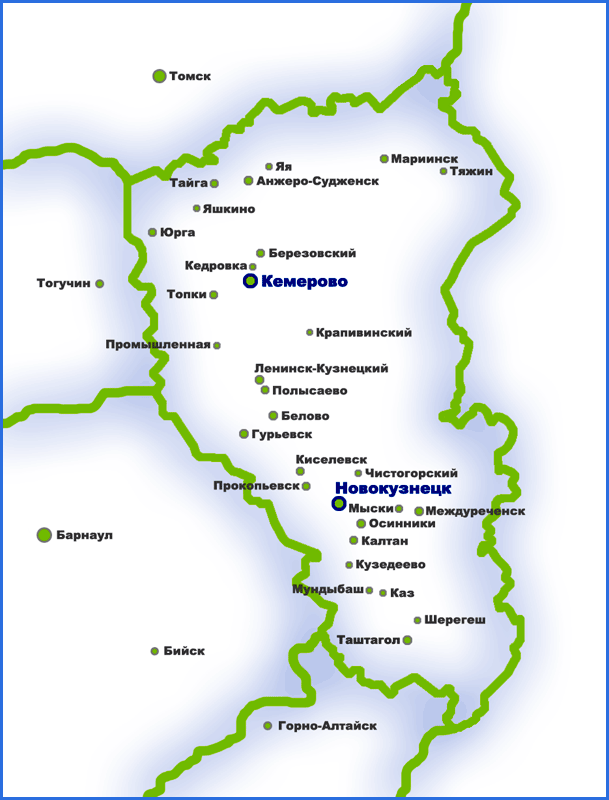 Томск
Мариинск
Яя
Тяжин
Тайга
Анжеро-Судженск
Яшкино
Юрга
Березовский
Кедровка
Кемерово
Тогучин
Топки
Крапивинский
Промышленная
Ленинск-Кузнецкий
Полысаево
Белово
Гурьевск
Киселевск
Чистогорский
Прокопьевск
Новокузнецк
Мыски
Междуреченск
Осинники
Барнаул
Калтан
Кузедеево
Мундыбаш
Каз
Шерегеш
Таштагол
Бийск
Горно-Алтайск